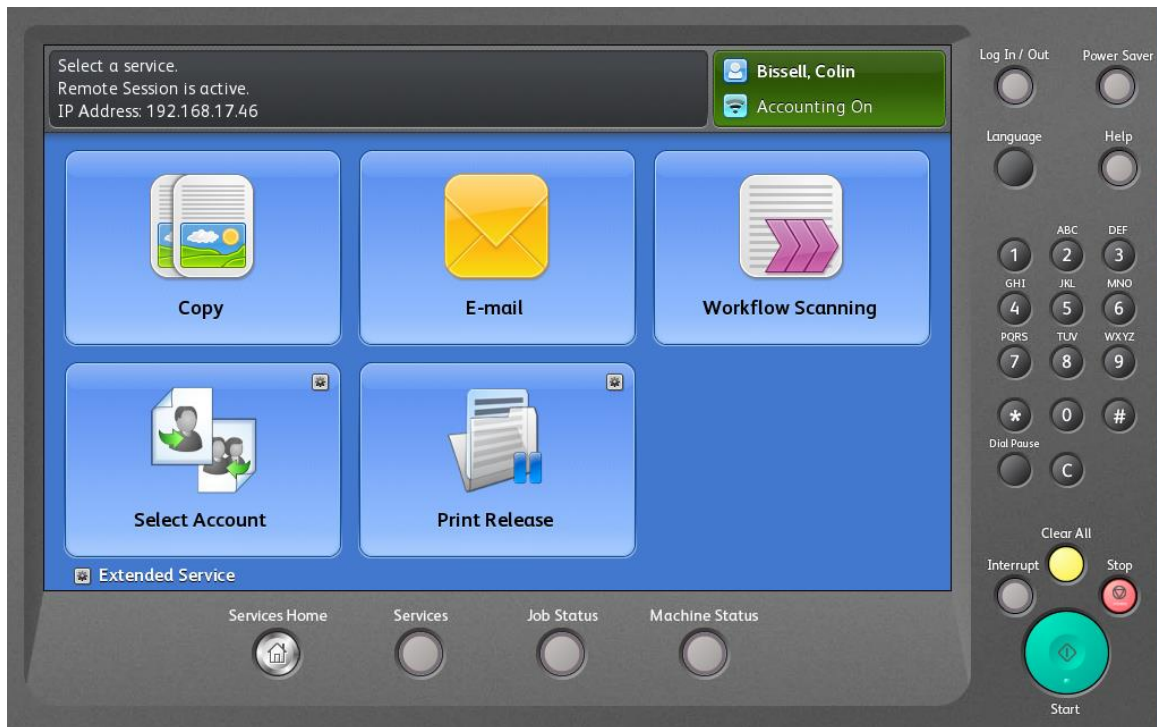 Select a service.
Remote Session is active.
IP Address: 192.168.17.46
Bissell, Colin
Accounting On
Copy
E-mail
Workflow Scanning
Select Account
Print Release
Extended Service
Services Home
Services
Job Status
Machine Status
Log In / Out
Power Saver
Language
Help
ABC
DEF
1
2
3
GHI
JKL
MNO
4
5
6
PQRS
TUV
WXYZ
7
8
9
*
0
#
Dial Pause
C
Clear All
Interrupt
Stop
Start